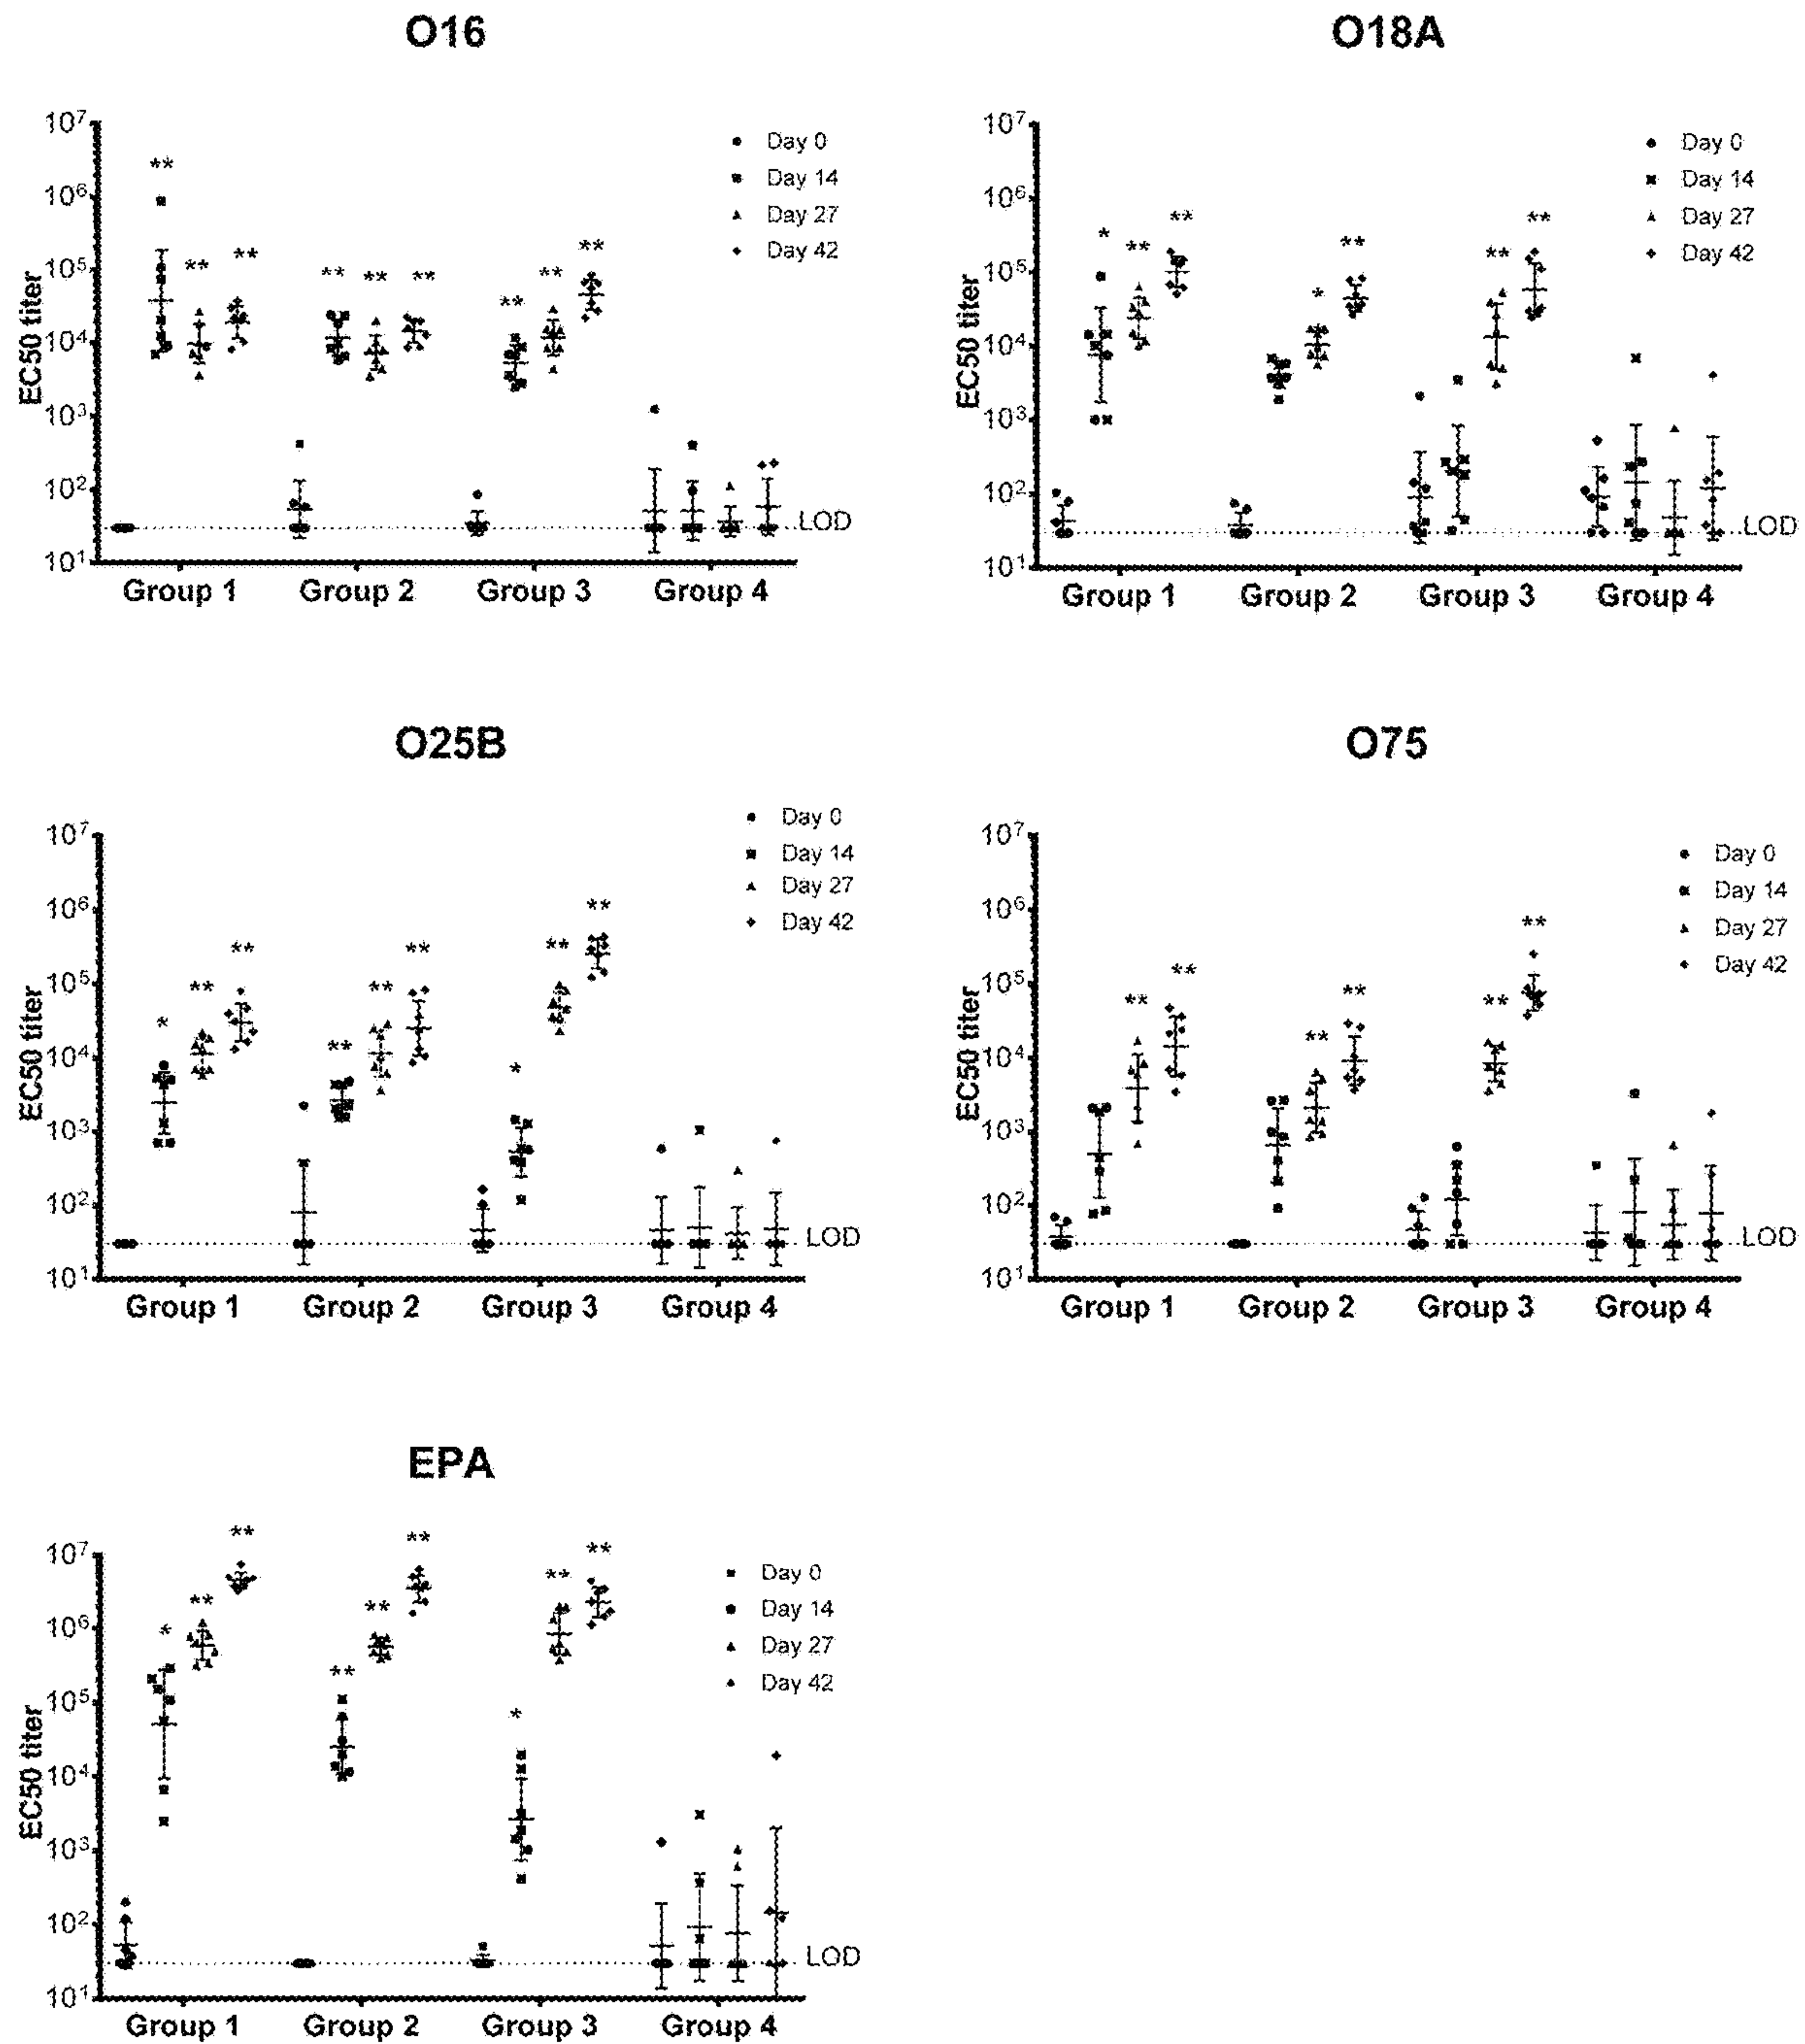 O16
10⁷
10⁶
10⁵
10⁴
10³
10²
10¹
EC50 titer
** ** **
** ** **
** ** **
Day 0
Day 14
Day 27
Day 42
LOD
Group 1 Group 2 Group 3 Group 4
O18A
10⁷
10⁶
10⁵
10⁴
10³
10²
10¹
EC50 titer
* ** **
* **
** **
Day 0
Day 14
Day 27
Day 42
LOD
Group 1 Group 2 Group 3 Group 4
O25B
10⁷
10⁶
10⁵
10⁴
10³
10²
10¹
EC50 titer
* ** **
** ** **
* ** **
Day 0
Day 14
Day 27
Day 42
LOD
Group 1 Group 2 Group 3 Group 4
O75
10⁷
10⁶
10⁵
10⁴
10³
10²
10¹
EC50 titer
** **
** **
** **
Day 0
Day 14
Day 27
Day 42
LOD
Group 1 Group 2 Group 3 Group 4
EPA
10⁷
10⁶
10⁵
10⁴
10³
10²
10¹
EC50 titer
* ** **
** ** **
* ** **
Day 0
Day 14
Day 27
Day 42
LOD
Group 1 Group 2 Group 3 Group 4